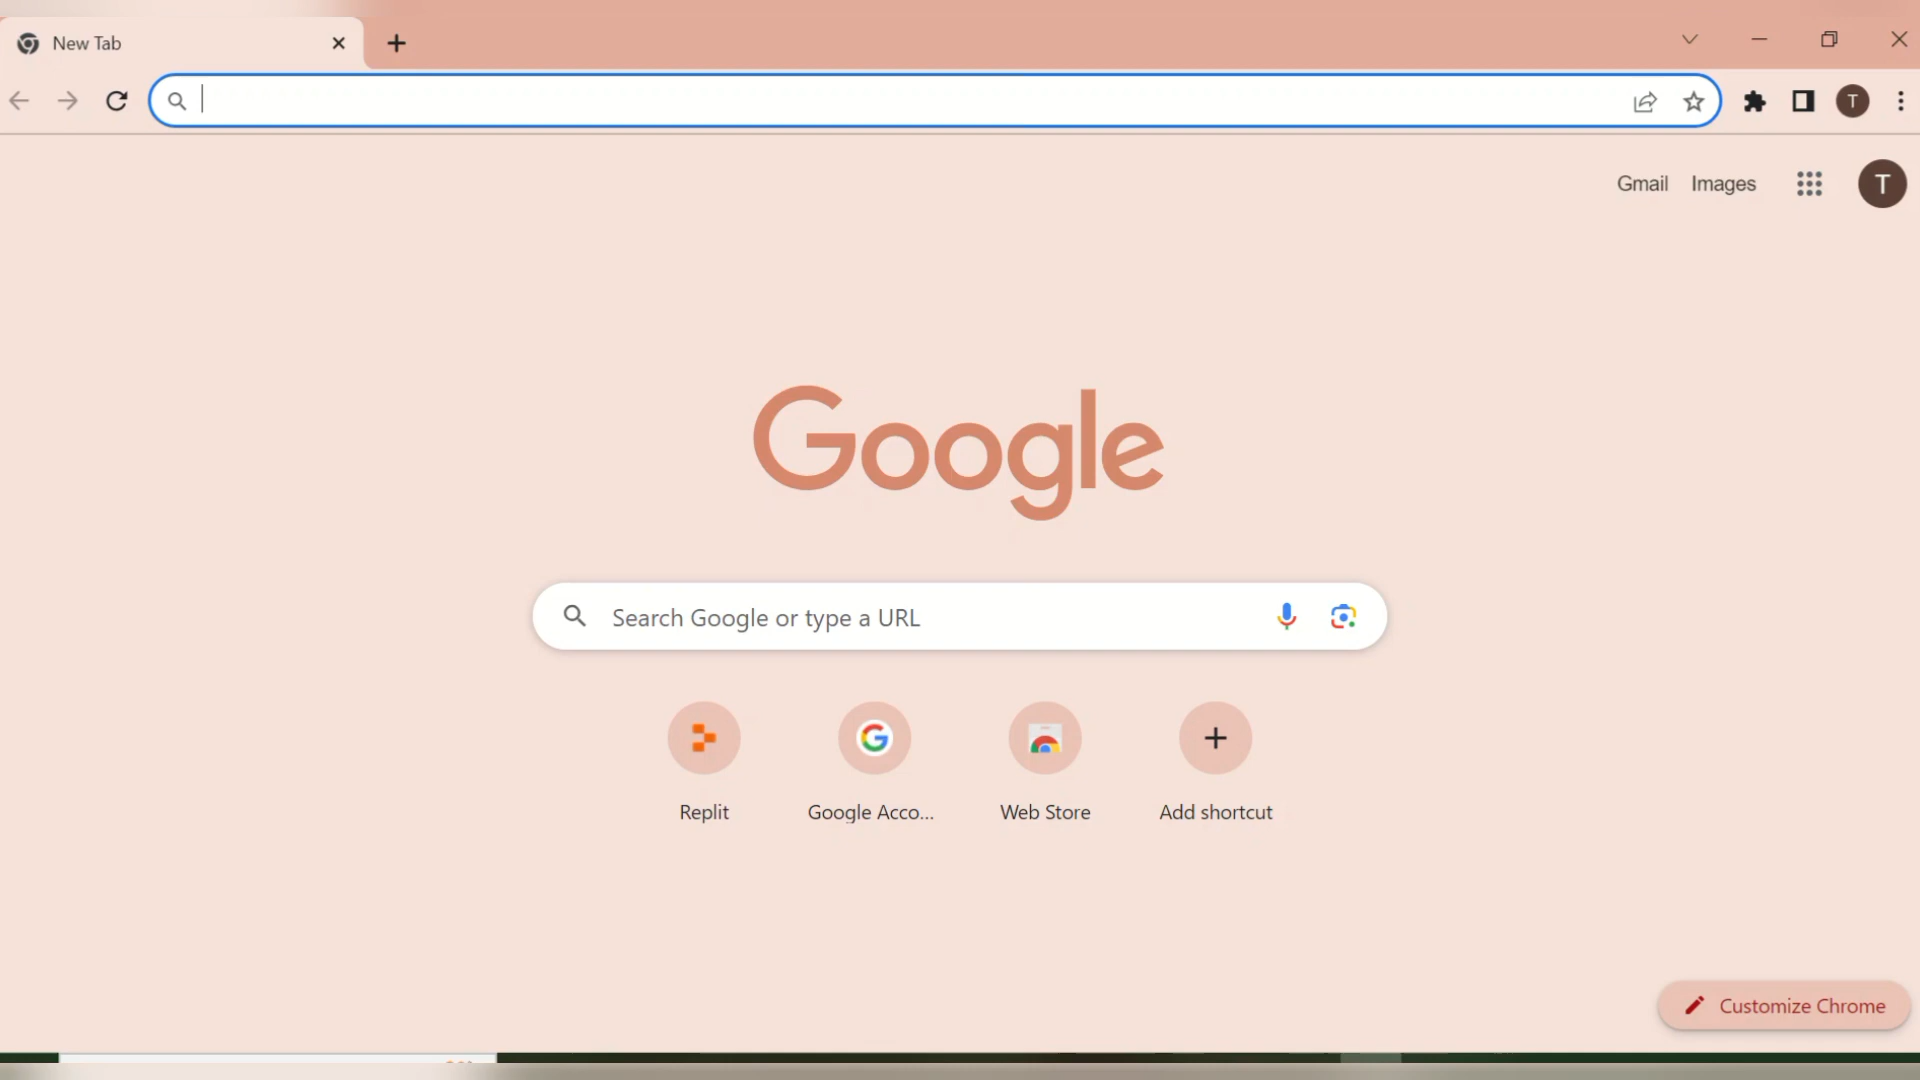 New Tab
T
Gmail Images
T
Google
Search Google or type a URL
Replit
Google Acco...
Web Store
Add shortcut
Customize Chrome